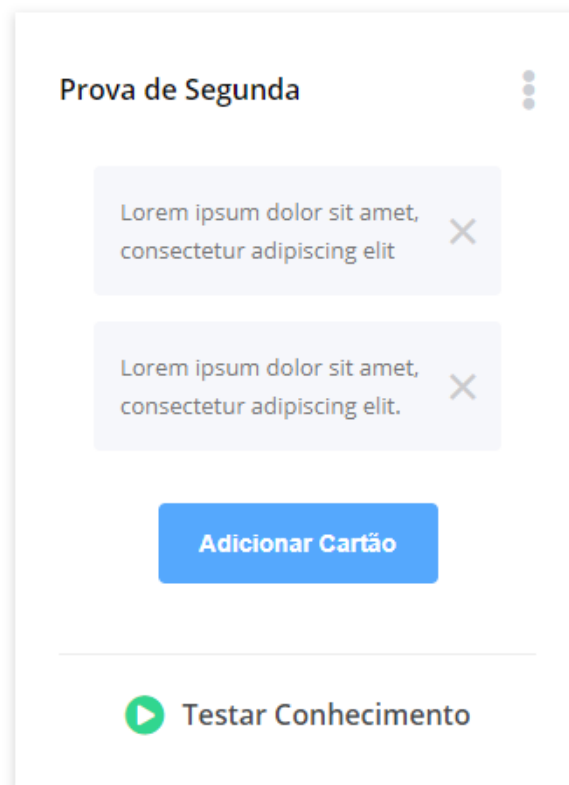 Prova de Segunda
Lorem ipsum dolor sit amet,
consectetur adipiscing elit
Lorem ipsum dolor sit amet,
consectetur adipiscing elit.
Adicionar Cartão
Testar Conhecimento